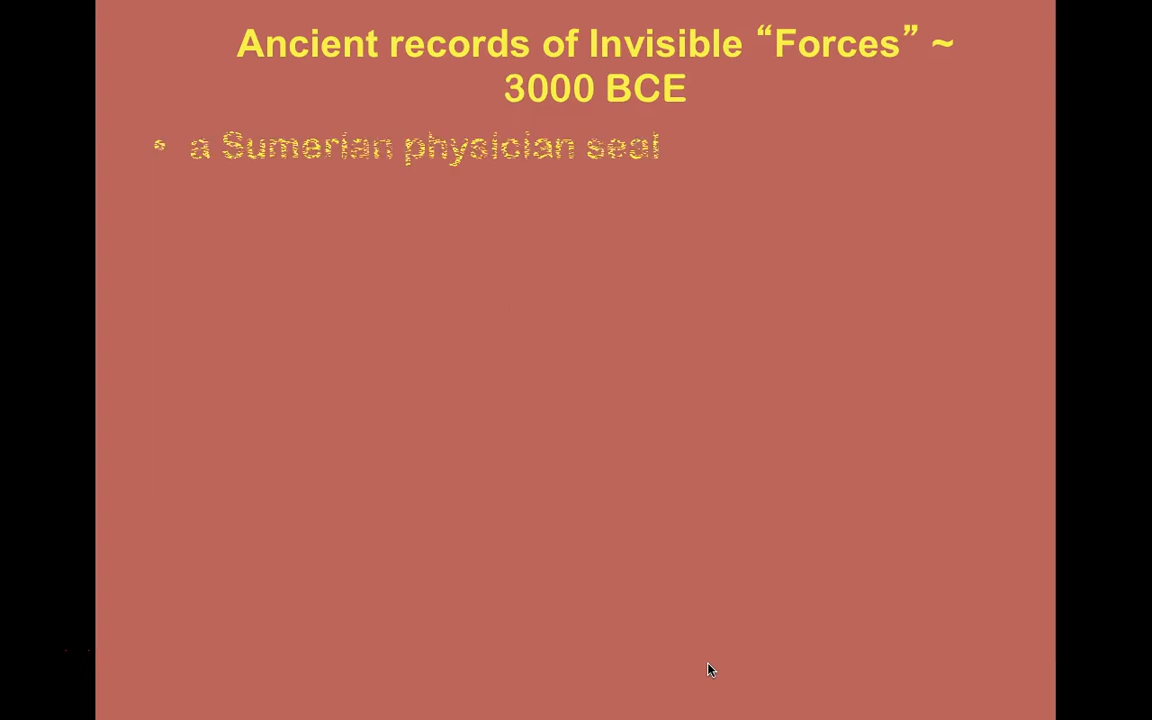 Ancient records of Invisible “Forces” ~
3000 BCE
• a Sumerian physician seal